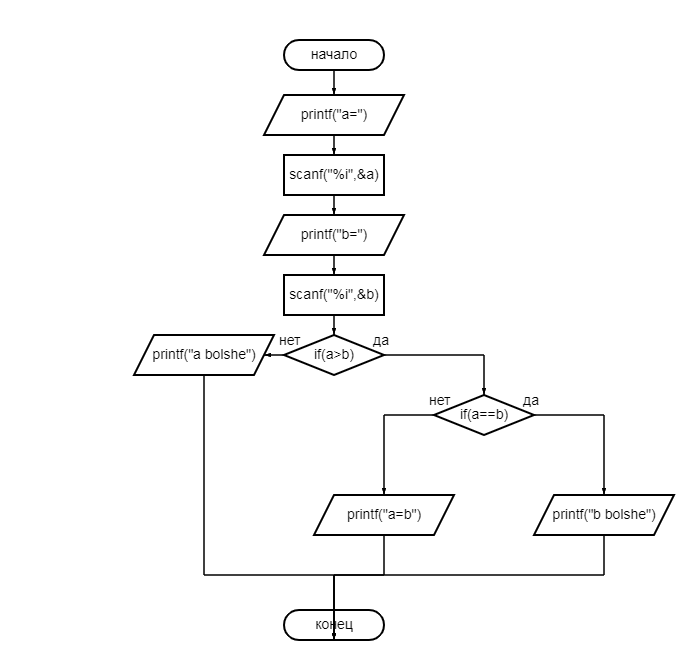 начало
printf("a=")
scanf("%i",&a)
printf("b=")
scanf("%i",&b)
нет
да
printf("a bolshe")
if(a>b)
нет
да
if(a==b)
printf("a=b")
printf("b bolshe")
конец